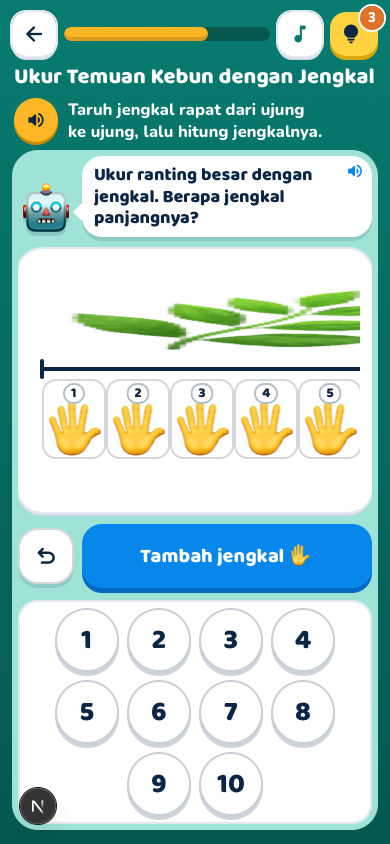 3
Ukur Temuan Kebun dengan Jengkal
Taruh jengkal rapat dari ujung
ke ujung, lalu hitung jengkalnya.
Ukur ranting besar dengan
jengkal. Berapa jengkal
panjangnya?
1 2 3 4 5
Tambah jengkal
1 2 3 4
5 6 7 8
9 10
N